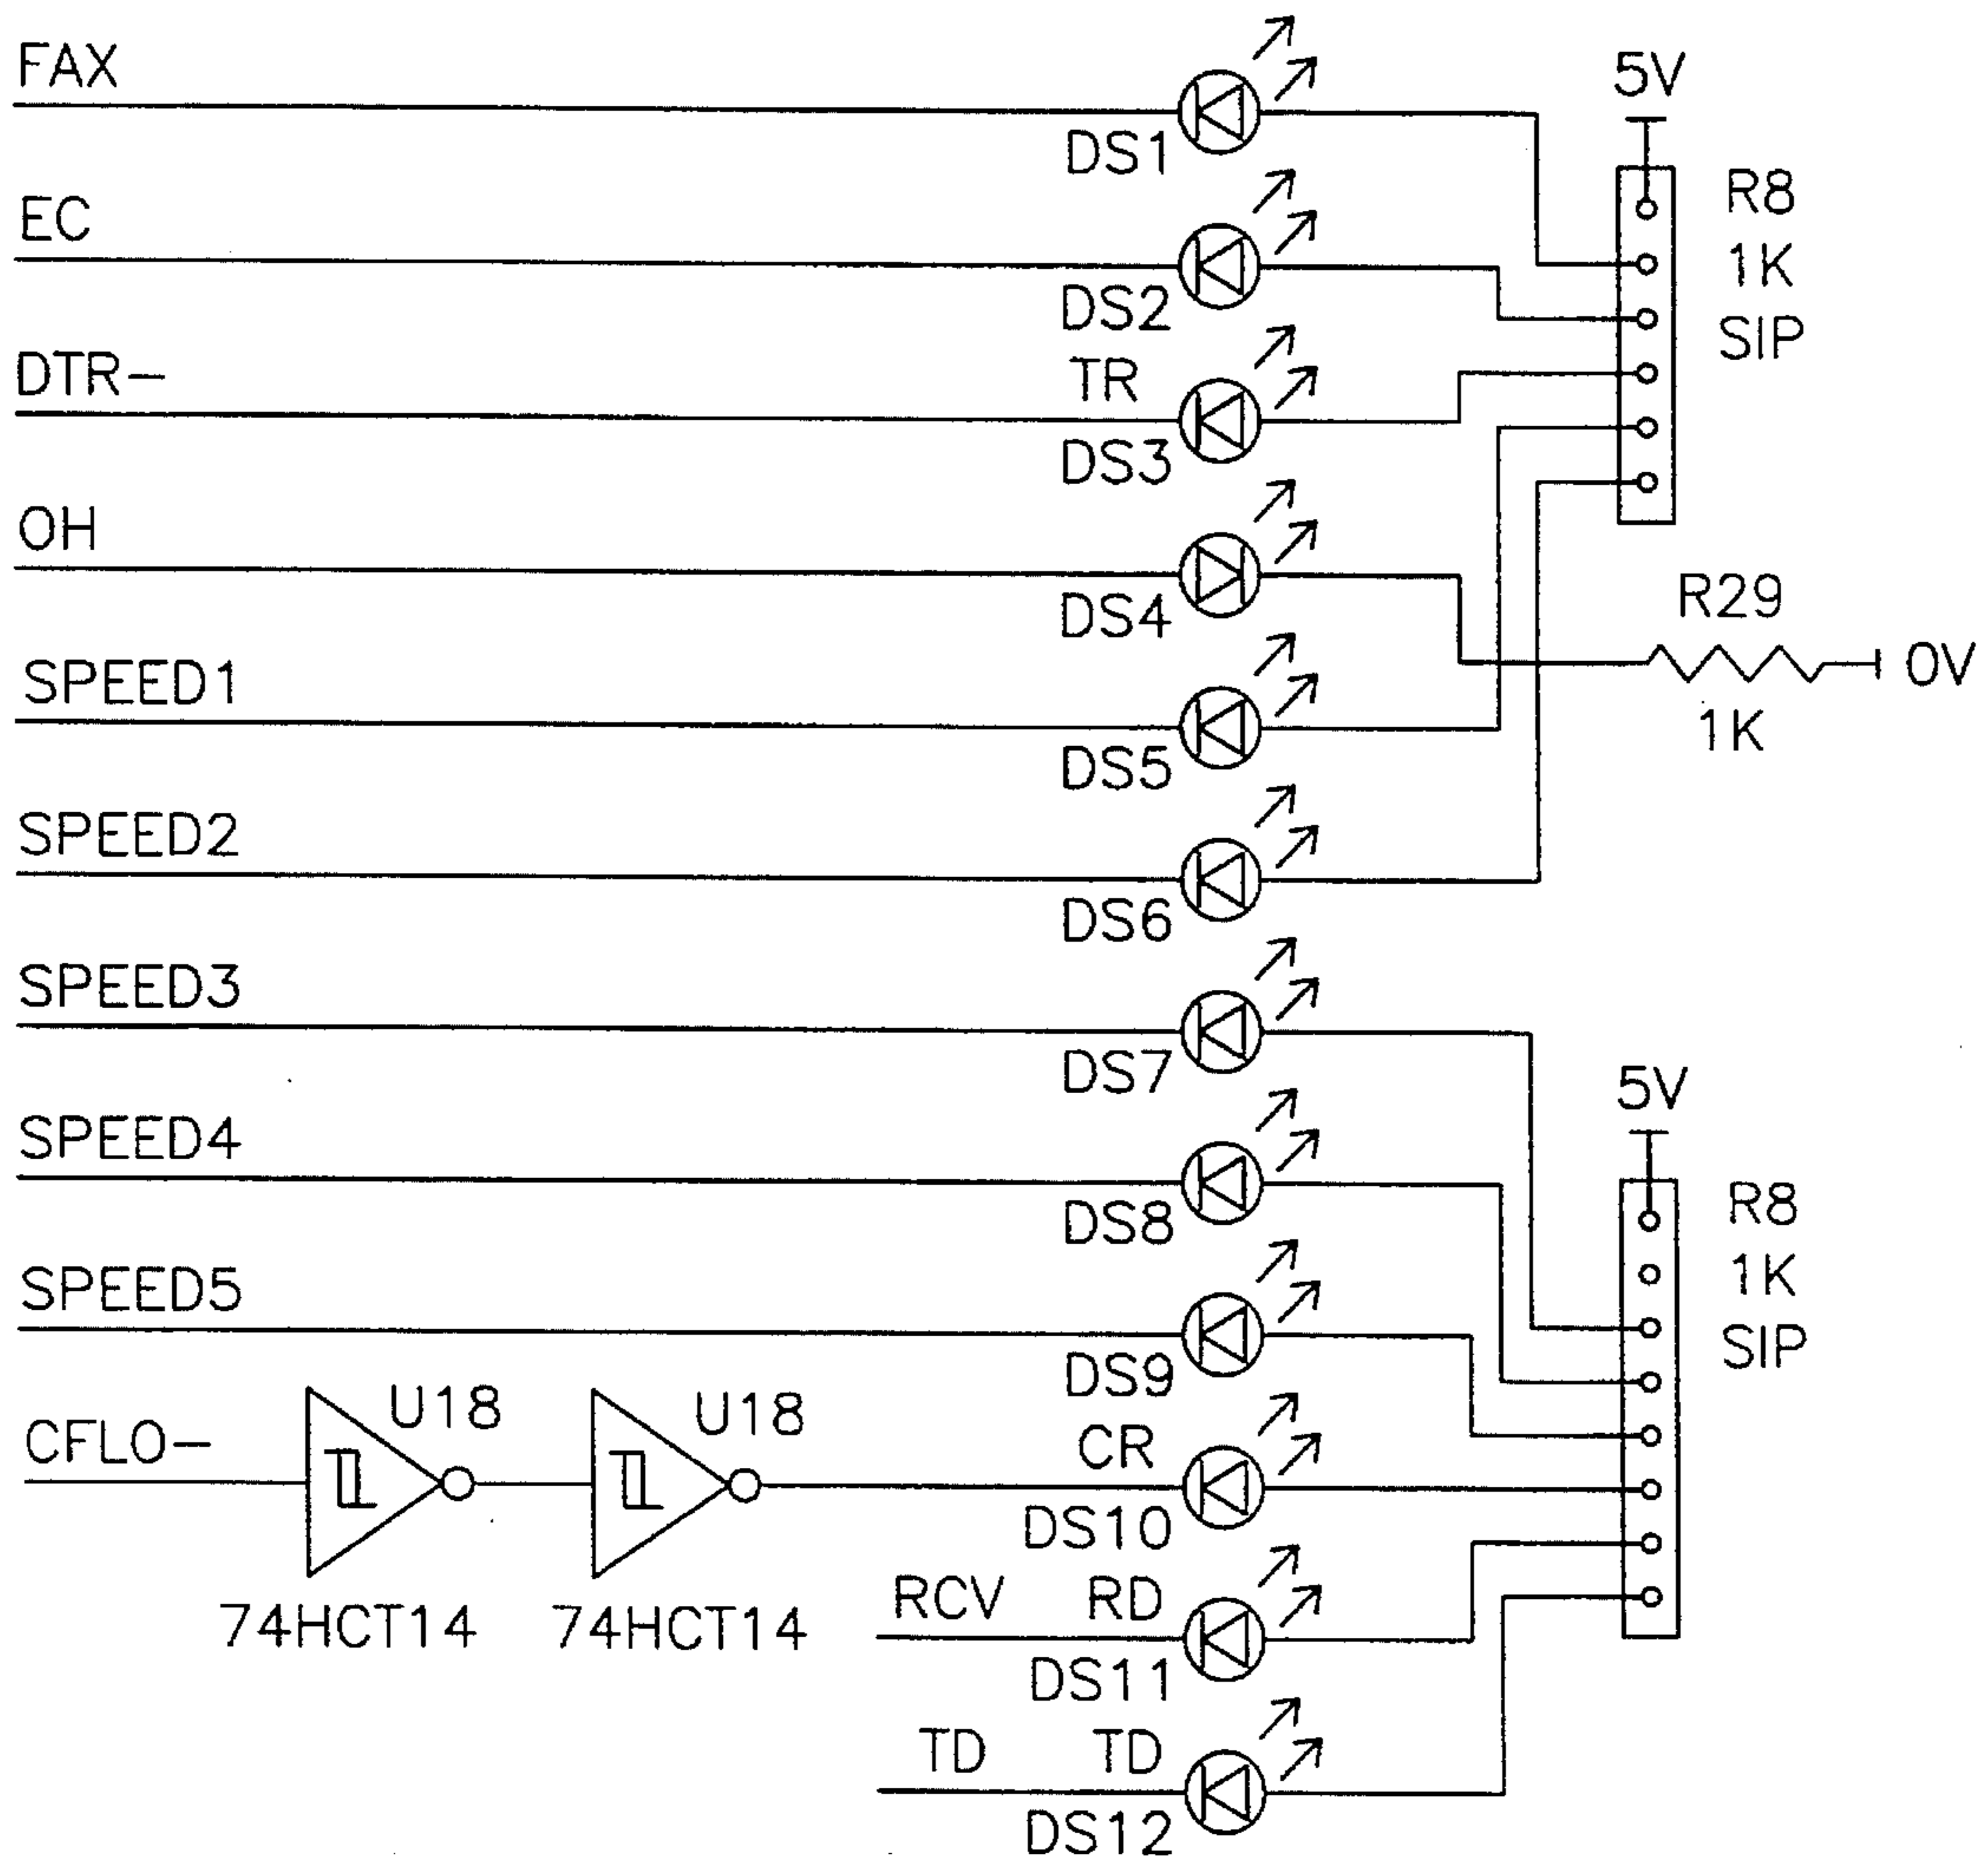 FAX
DS1
5V
R8
1K
SIP
EC
DS2
DTR-
TR
DS3
OH
DS4
R29
1K
0V
SPEED1
DS5
SPEED2
DS6
SPEED3
DS7
5V
R8
1K
SIP
SPEED4
DS8
SPEED5
DS9
CFLO-
U18
74HCT14
U18
74HCT14
CR
DS10
RCV
RD
DS11
TD
TD
DS12